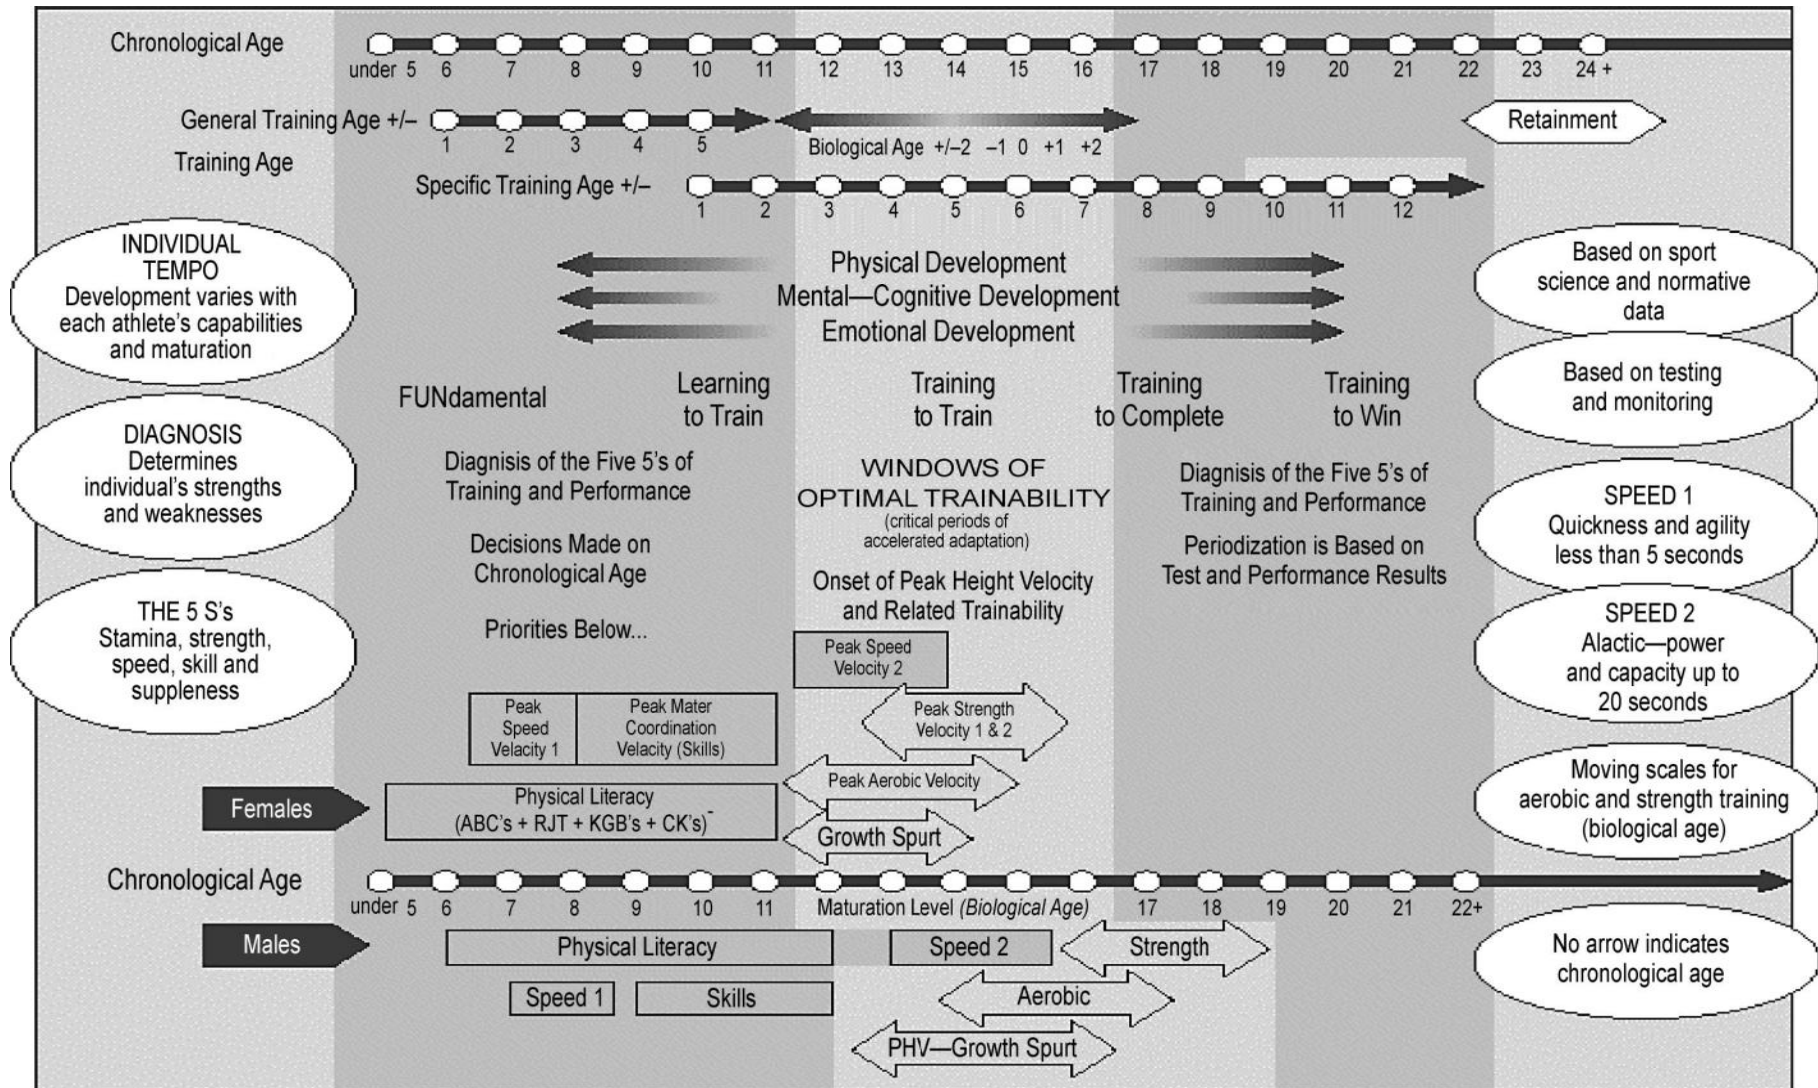 Chronological Age
under 5 6 7 8 9 10 11 12 13 14 15 16 17 18 19 20 21 22 23 24 +
General Training Age +/–
1 2 3 4 5
Biological Age +/–2 –1 0 +1 +2
Retainment
Training Age
Specific Training Age +/–
1 2 3 4 5 6 7 8 9 10 11 12
INDIVIDUAL
TEMPO
Development varies with
each athlete's capabilities
and maturation
DIAGNOSIS
Determines
individual's strengths
and weaknesses
THE 5 S's
Stamina, strength,
speed, skill and
suppleness
Physical Development
Mental—Cognitive Development
Emotional Development
FUNdamental
Learning
to Train
Training
to Train
Training
to Complete
Training
to Win
Diagnisis of the Five 5's of
Training and Performance
Decisions Made on
Chronological Age
Priorities Below...
WINDOWS OF
OPTIMAL TRAINABILITY
(critical periods of
accelerated adaptation)
Onset of Peak Height Velocity
and Related Trainability
Diagnisis of the Five 5's of
Training and Performance
Periodization is Based on
Test and Performance Results
Based on sport
science and normative
data
Based on testing
and monitoring
SPEED 1
Quickness and agility
less than 5 seconds
SPEED 2
Alactic—power
and capacity up to
20 seconds
Moving scales for
aerobic and strength training
(biological age)
No arrow indicates
chronological age
Peak Speed
Velocity 2
Peak
Speed
Velacity 1
Peak Mater
Coordination
Velacity (Skills)
Peak Strength
Velocity 1 & 2
Peak Aerobic Velocity
Females
Physical Literacy
(ABC's + RJT + KGB's + CK's)-
Growth Spurt
Chronological Age
under 5 6 7 8 9 10 11 Maturation Level (Biological Age) 17 18 19 20 21 22+
Males
Physical Literacy
Speed 2
Strength
Speed 1
Skills
Aerobic
PHV—Growth Spurt